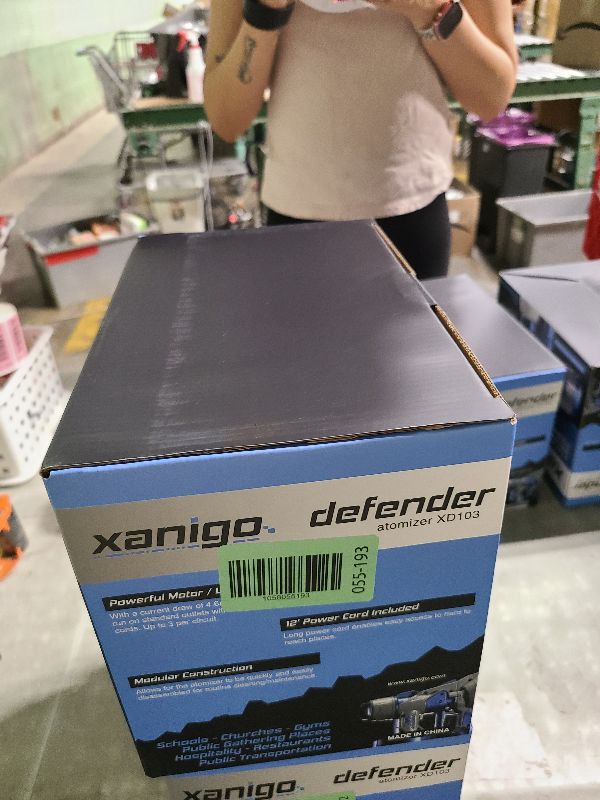 xanigo
defender
atomizer XD103
1058056193
055-193
Powerful Motor / L
With a current draw of 4.6
run on standard outlets wi
cords. Up to 3 per circuit.
12' Power Cord Included
Long power cord enables easy access to hard to
reach places.
Modular Construction
Allows for the atomizer to be quickly and easily
disassembled for routine cleaning/maintenance.
www.xanigo.com
MADE IN CHINA
Schools - Churches - Gyms
Public Gathering Places
Hospitality - Restaurants
Public Transportation
xanigo
defender
atomizer XD103